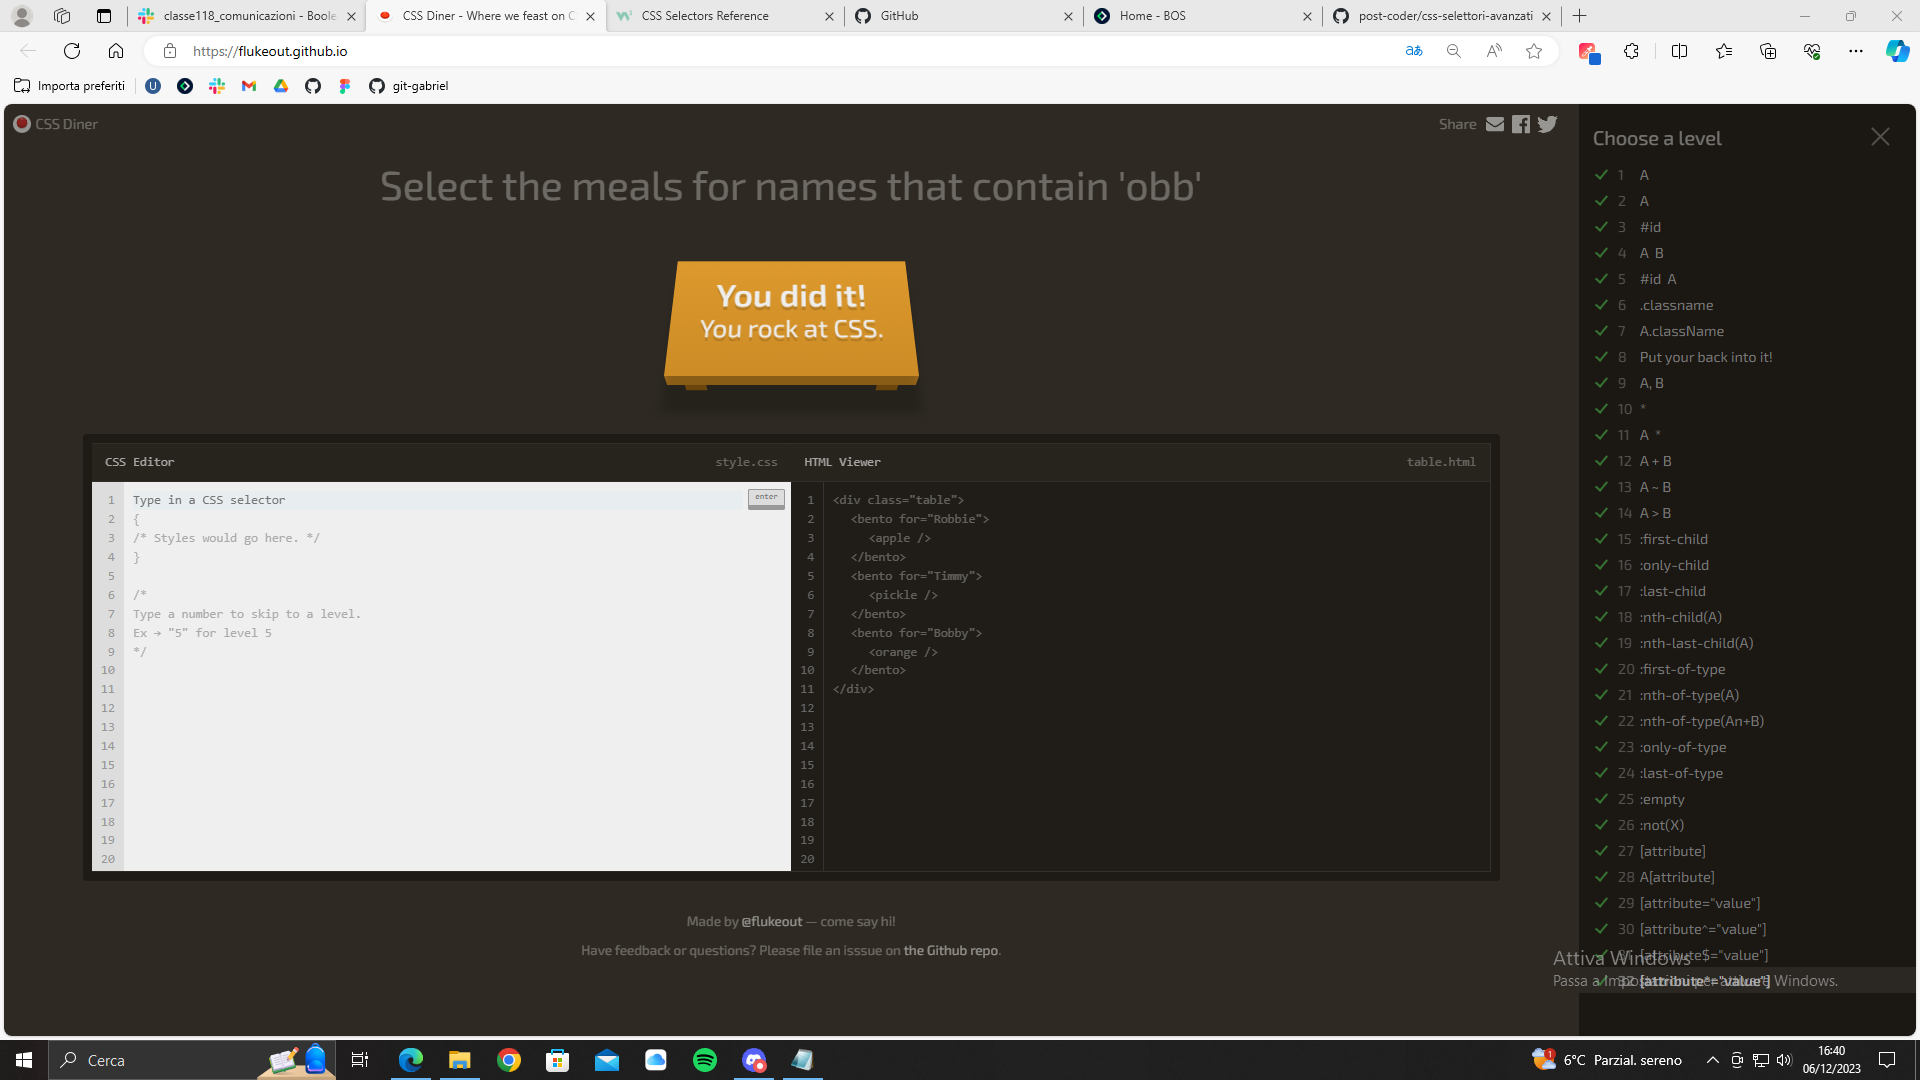 classe118_comunicazioni - Boole
CSS Diner - Where we feast on C
CSS Selectors Reference
GitHub
Home - BOS
post-coder/css-selettori-avanzati
https://flukeout.github.io
Importa preferiti
git-gabriel
CSS Diner
Share
Select the meals for names that contain 'obb'
You did it!
You rock at CSS.
CSS Editor
style.css
HTML Viewer
table.html
1 Type in a CSS selector
enter
2 {
3 /* Styles would go here. */
4 }
5
6 /*
7 Type a number to skip to a level.
8 Ex → "5" for level 5
9 */
10
11
12
13
14
15
16
17
18
19
20
1 <div class="table">
2 <bento for="Robbie">
3 <apple />
4 </bento>
5 <bento for="Timmy">
6 <pickle />
7 </bento>
8 <bento for="Bobby">
9 <orange />
10 </bento>
11 </div>
12
13
14
15
16
17
18
19
20
Made by @flukeout — come say hi!
Have feedback or questions? Please file an isssue on the Github repo.
Choose a level
1 A
2 A
3 #id
4 A B
5 #id A
6 .classname
7 A.className
8 Put your back into it!
9 A, B
10 *
11 A *
12 A + B
13 A ~ B
14 A > B
15 :first-child
16 :only-child
17 :last-child
18 :nth-child(A)
19 :nth-last-child(A)
20 :first-of-type
21 :nth-of-type(A)
22 :nth-of-type(An+B)
23 :only-of-type
24 :last-of-type
25 :empty
26 :not(X)
27 [attribute]
28 A[attribute]
29 [attribute="value"]
30 [attribute^="value"]
[attribute$="value"]
32 [attribute*="value"]
Attiva Windows
Passa a Impostazioni per attivare Windows.
Cerca
1
6°C Parzial. sereno
16:40
06/12/2023